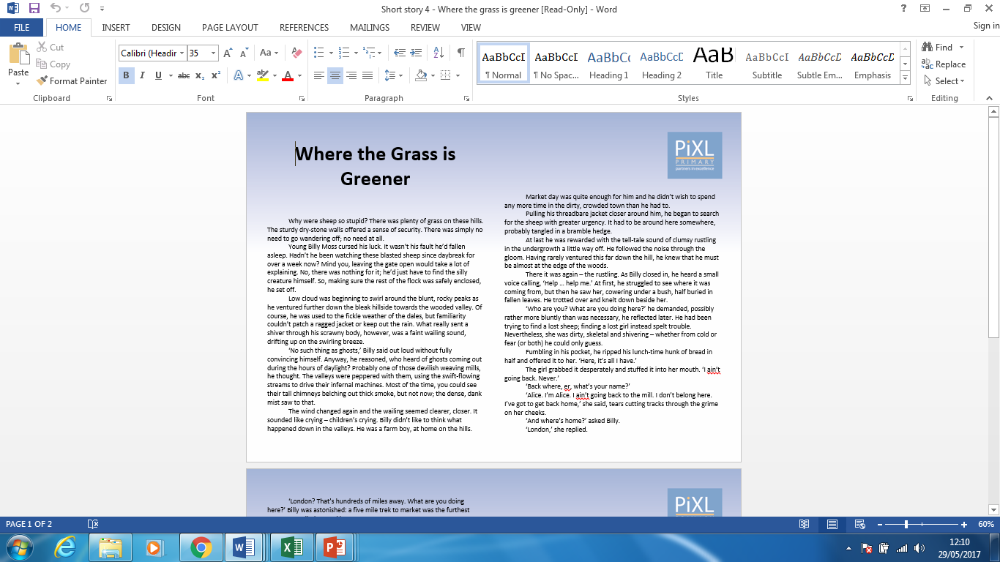 Short story 4 - Where the grass is greener [Read-Only] - Word
Sign in
FILE
HOME
INSERT
DESIGN
PAGE LAYOUT
REFERENCES
MAILINGS
REVIEW
VIEW
Paste
Cut
Copy
Format Painter
Clipboard
Calibri (Headir
35
Font
Paragraph
AaBbCcI
¶ Normal
AaBbCcI
¶ No Spac...
AaBbCc
Heading 1
AaBbCcD
Heading 2
AaB
Title
AaBbCcI
Subtitle
AaBbCcD
Subtle Em...
AaBbCcD
Emphasis
Styles
Find
Replace
Select
Editing
Where the Grass is
Greener
PiXL
PRIMARY
partners in excellence
Why were sheep so stupid? There was plenty of grass on these hills.
The sturdy dry-stone walls offered a sense of security. There was simply no
need to go wandering off; no need at all.
Young Billy Moss cursed his luck. It wasn't his fault he'd fallen
asleep. Hadn't he been watching these blasted sheep since daybreak for
over a week now? Mind you, leaving the gate open would take a lot of
explaining. No, there was nothing for it; he'd just have to find the silly
creature himself. So, making sure the rest of the flock was safely enclosed,
he set off.
Low cloud was beginning to swirl around the blunt, rocky peaks as
he ventured further down the bleak hillside towards the wooded valley. Of
course, he was used to the fickle weather of the dales, but familiarity
couldn't patch a ragged jacket or keep out the rain. What really sent a
shiver through his scrawny body, however, was a faint wailing sound,
drifting up on the swirling breeze.
'No such thing as ghosts,' Billy said out loud without fully
convincing himself. Anyway, he reasoned, who heard of ghosts coming out
during the hours of daylight? Probably one of those devilish weaving mills,
he thought. The valleys were peppered with them, using the swift-flowing
streams to drive their infernal machines. Most of the time, you could see
their tall chimneys belching out thick smoke, but not now; the dense, dank
mist saw to that.
The wind changed again and the wailing seemed clearer, closer. It
sounded like crying – children's crying. Billy didn't like to think what
happened down in the valleys. He was a farm boy, at home on the hills.
Market day was quite enough for him and he didn't wish to spend
any more time in the dirty, crowded town than he had to.
Pulling his threadbare jacket closer around him, he began to search
for the sheep with greater urgency. It had to be around here somewhere,
probably tangled in a bramble hedge.
At last he was rewarded with the tell-tale sound of clumsy rustling
in the undergrowth a little way off. He followed the noise through the
gloom. Having rarely ventured this far down the hill, he knew that he must
be almost at the edge of the woods.
There it was again – the rustling. As Billy closed in, he heard a small
voice calling, 'Help ... help me.' At first, he struggled to see where it was
coming from, but then he saw her, cowering under a bush, half buried in
fallen leaves. He trotted over and knelt down beside her.
'Who are you? What are you doing here?' he demanded, possibly
rather more bluntly than was necessary, he reflected later. He had been
trying to find a lost sheep; finding a lost girl instead spelt trouble.
Nevertheless, she was dirty, skeletal and shivering – whether from cold or
fear (or both) he could only guess.
Fumbling in his pocket, he ripped his lunch-time hunk of bread in
half and offered it to her. 'Here, it's all I have.'
The girl grabbed it desperately and stuffed it into her mouth. 'I ain't
going back. Never.'
'Back where, er, what's your name?'
'Alice. I'm Alice. I ain't going back to the mill. I don't belong here.
I've got to get back home,' she said, tears cutting tracks through the grime
on her cheeks.
'And where's home?' asked Billy.
'London,' she replied.
'London? That's hundreds of miles away. What are you doing
here?' Billy was astonished: a five mile trek to market was the furthest
PiXL
PAGE 1 OF 2
60%
12:10
29/05/2017